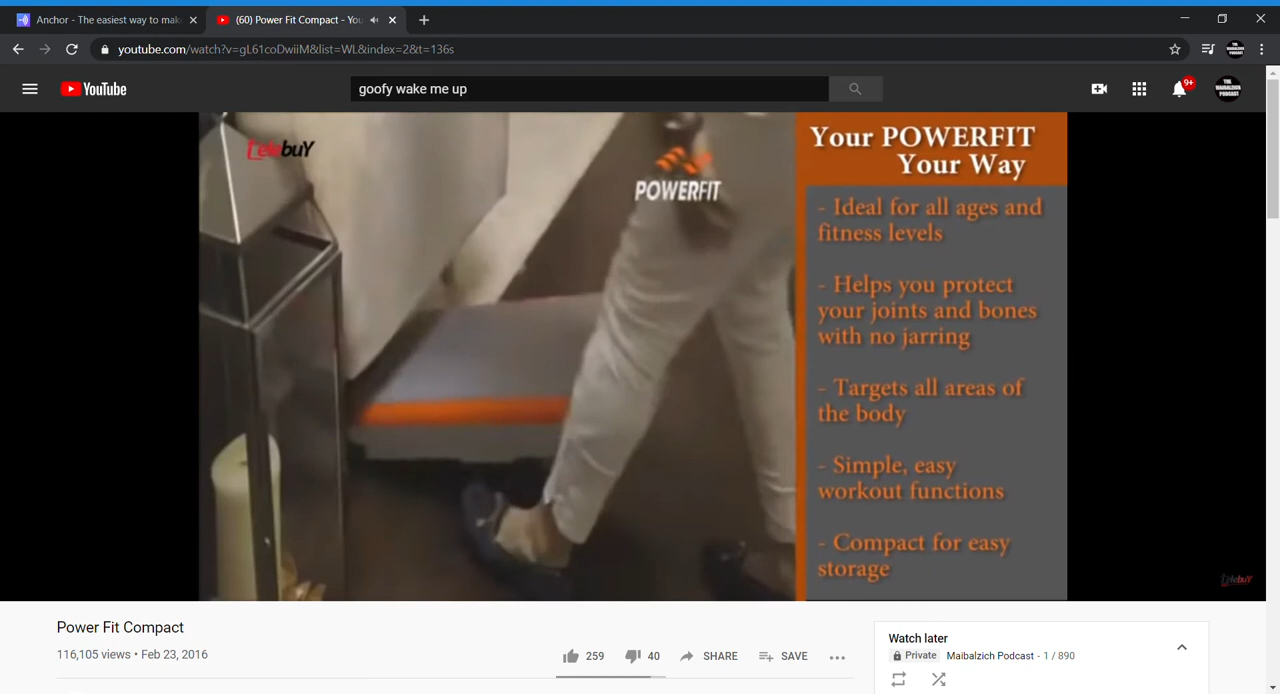 Anchor - The easiest way to mak
(60) Power Fit Compact - You
youtube.com/watch?v=gL61coDwiiM&list=WL&index=2&t=136s
YouTube
goofy wake me up
9+
THE
MAIBALZICH
PODCAST
TelebuY
POWERFIT
Your POWERFIT
Your Way
- Ideal for all ages and
fitness levels
- Helps you protect
your joints and bones
with no jarring
- Targets all areas of
the body
- Simple, easy
workout functions
- Compact for easy
storage
TelebuY
Power Fit Compact
116,105 views • Feb 23, 2016
259
40
SHARE
SAVE
Watch later
Private
Maibalzich Podcast - 1 / 890